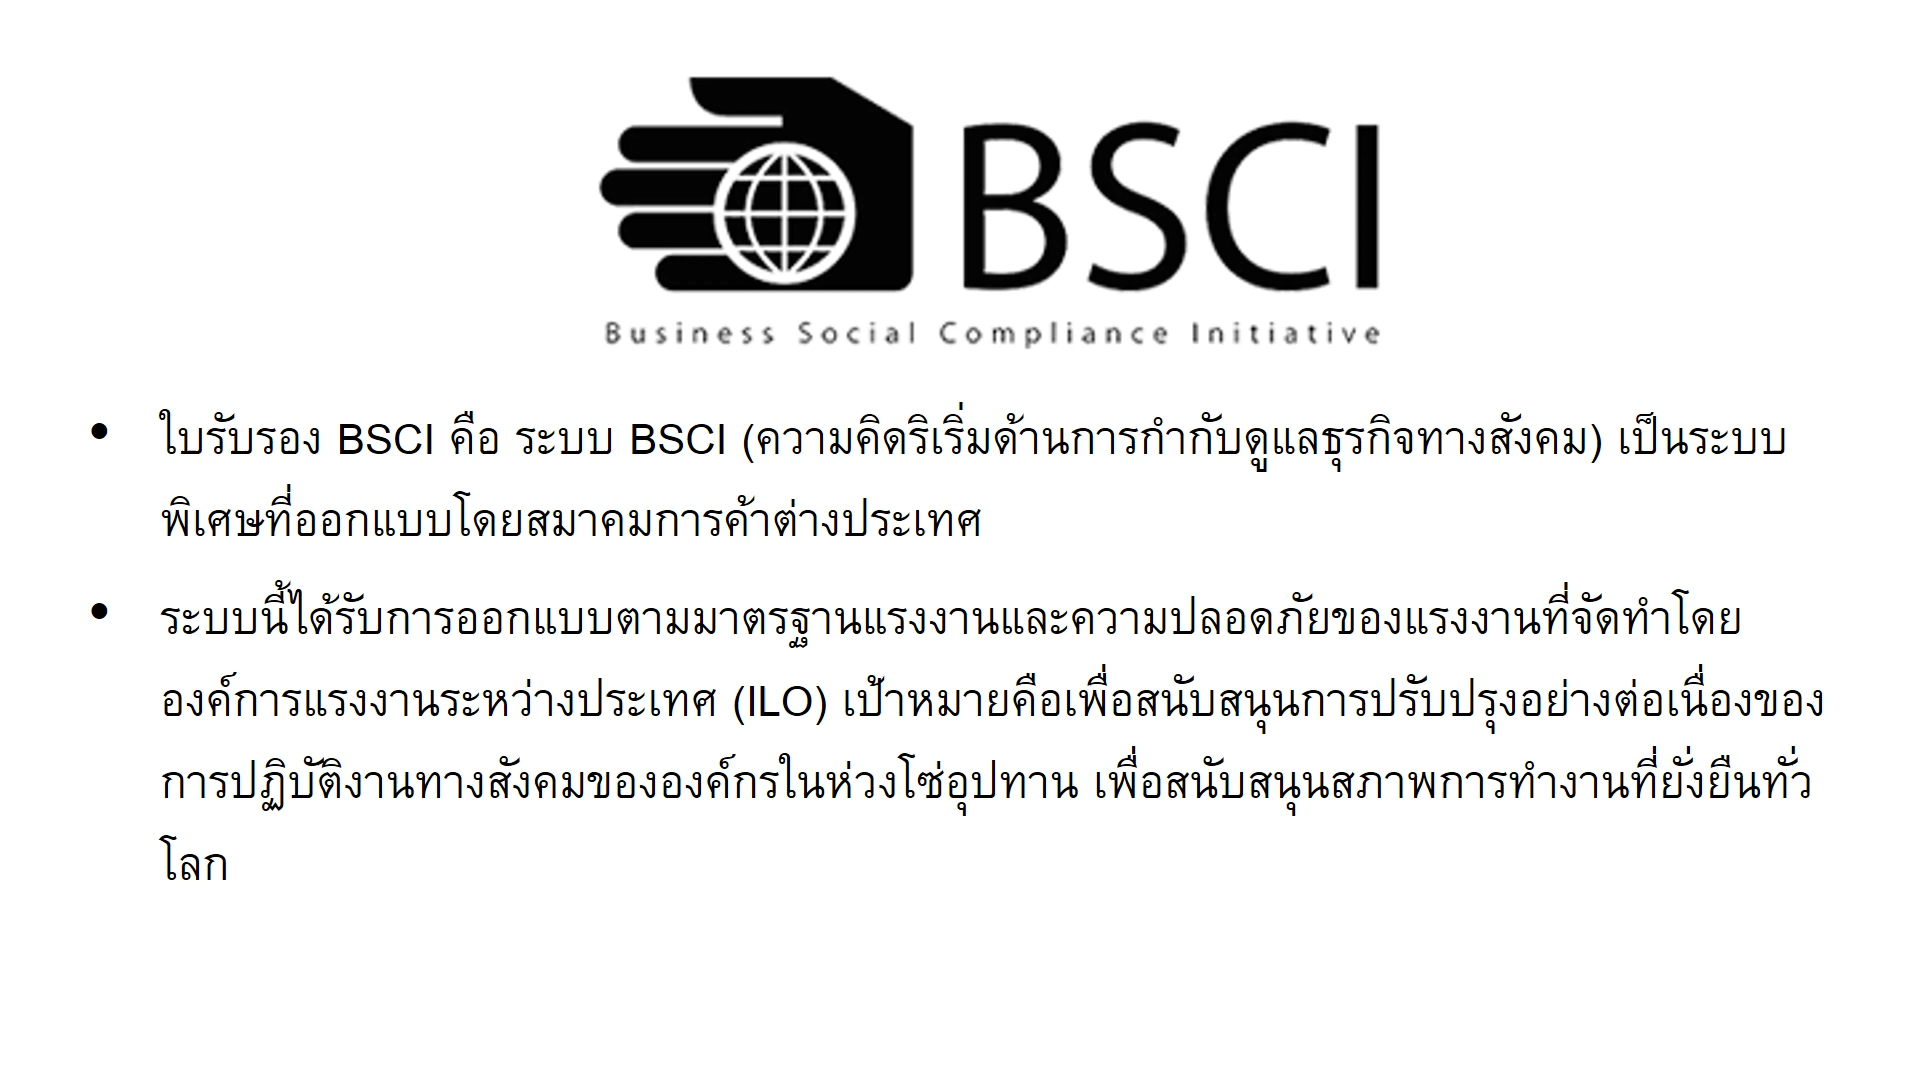 BSCI
Business Social Compliance Initiative
• ใบรับรอง BSCI คือ ระบบ BSCI (ความคิดริเริ่มด้านการกำกับดูแลธุรกิจทางสังคม) เป็นระบบ
พิเศษที่ออกแบบโดยสมาคมการค้าต่างประเทศ
• ระบบนี้ได้รับการออกแบบตามมาตรฐานแรงงานและความปลอดภัยของแรงงานที่จัดทำโดย
องค์การแรงงานระหว่างประเทศ (ILO) เป้าหมายคือเพื่อสนับสนุนการปรับปรุงอย่างต่อเนื่องของ
การปฏิบัติงานทางสังคมขององค์กรในห่วงโซ่อุปทาน เพื่อสนับสนุนสภาพการทำงานที่ยั่งยืนทั่ว
โลก